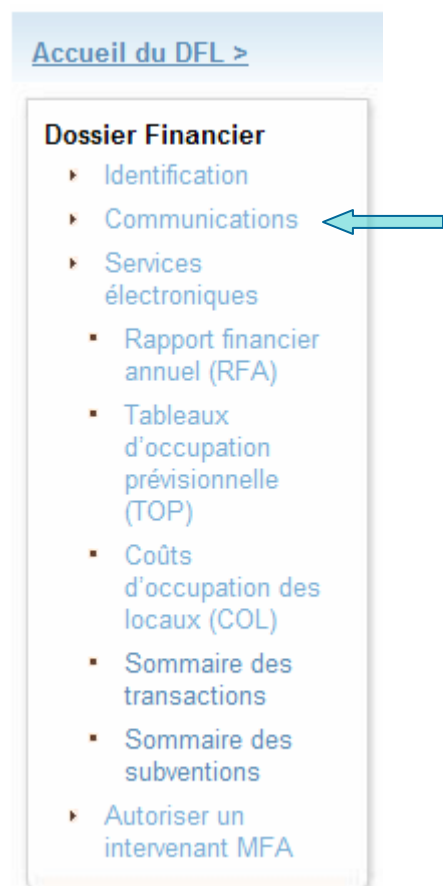 Accueil du DFL >
Dossier Financier
Identification
Communications
Services
électroniques
Rapport financier
annuel (RFA)
Tableaux
d'occupation
prévisionnelle
(TOP)
Coûts
d'occupation des
locaux (COL)
Sommaire des
transactions
Sommaire des
subventions
Autoriser un
intervenant MFA